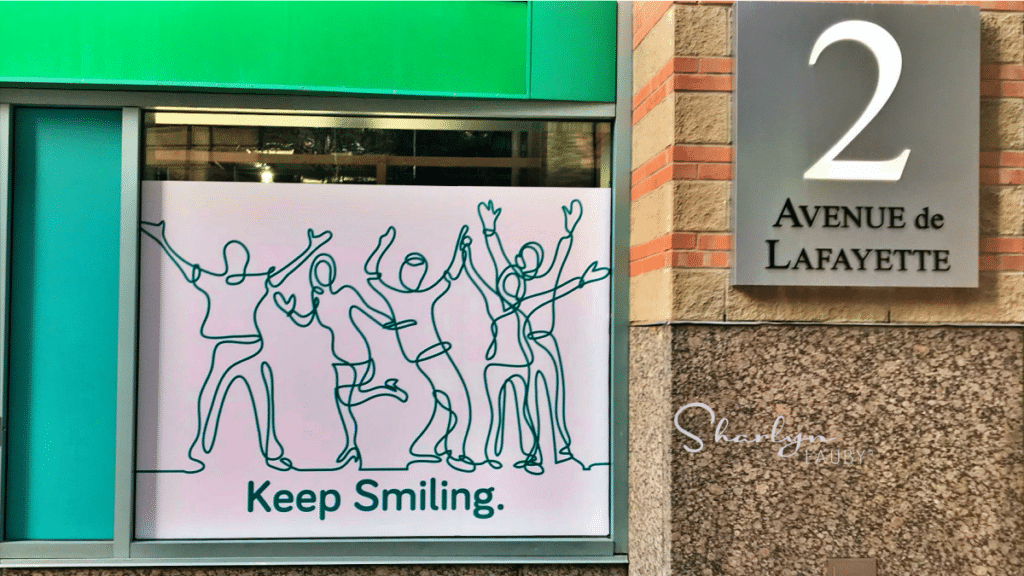 Keep Smiling.
2
AVENUE de
LAFAYETTE
Sharlyn
LAUBY